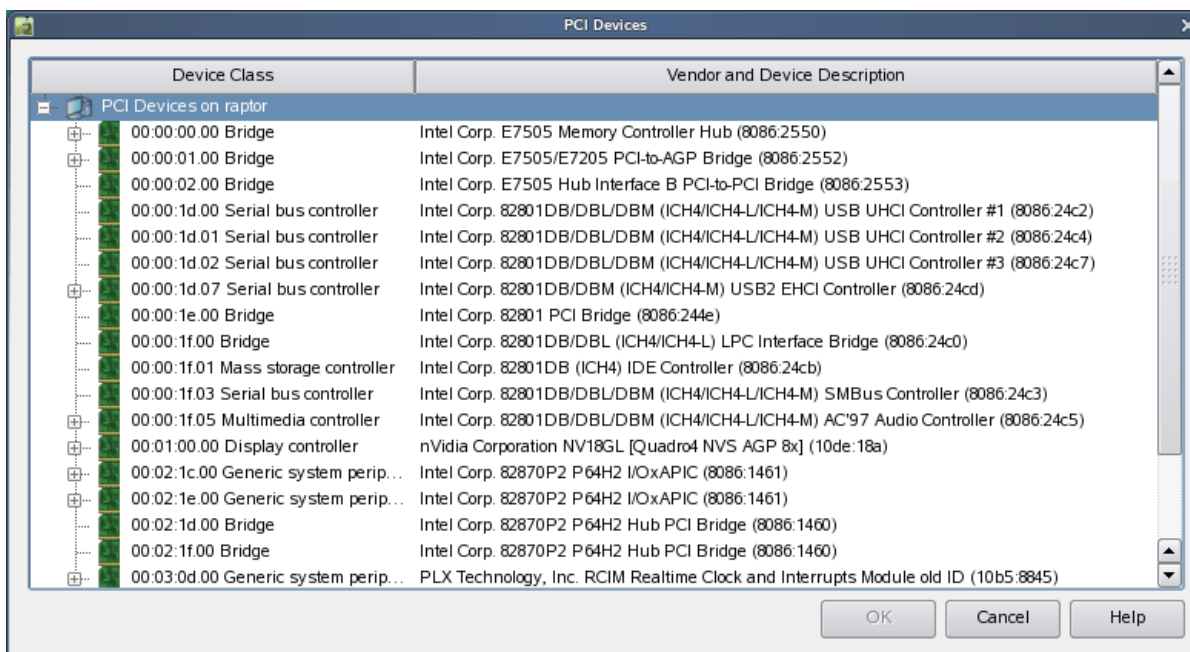 PCI Devices
Device Class Vendor and Device Description
PCI Devices on raptor
00:00:00.00 Bridge Intel Corp. E7505 Memory Controller Hub (8086:2550)
00:00:01.00 Bridge Intel Corp. E7505/E7205 PCI-to-AGP Bridge (8086:2552)
00:00:02.00 Bridge Intel Corp. E7505 Hub Interface B PCI-to-PCI Bridge (8086:2553)
00:00:1d.00 Serial bus controller Intel Corp. 82801DB/DBL/DBM (ICH4/ICH4-L/ICH4-M) USB UHCI Controller #1 (8086:24c2)
00:00:1d.01 Serial bus controller Intel Corp. 82801DB/DBL/DBM (ICH4/ICH4-L/ICH4-M) USB UHCI Controller #2 (8086:24c4)
00:00:1d.02 Serial bus controller Intel Corp. 82801DB/DBL/DBM (ICH4/ICH4-L/ICH4-M) USB UHCI Controller #3 (8086:24c7)
00:00:1d.07 Serial bus controller Intel Corp. 82801DB/DBM (ICH4/ICH4-M) USB2 EHCI Controller (8086:24cd)
00:00:1e.00 Bridge Intel Corp. 82801 PCI Bridge (8086:244e)
00:00:1f.00 Bridge Intel Corp. 82801DB/DBL (ICH4/ICH4-L) LPC Interface Bridge (8086:24c0)
00:00:1f.01 Mass storage controller Intel Corp. 82801DB (ICH4) IDE Controller (8086:24cb)
00:00:1f.03 Serial bus controller Intel Corp. 82801DB/DBL/DBM (ICH4/ICH4-L/ICH4-M) SMBus Controller (8086:24c3)
00:00:1f.05 Multimedia controller Intel Corp. 82801DB/DBL/DBM (ICH4/ICH4-L/ICH4-M) AC'97 Audio Controller (8086:24c5)
00:01:00.00 Display controller nVidia Corporation NV18GL [Quadro4 NVS AGP 8x] (10de:18a)
00:02:1c.00 Generic system perip... Intel Corp. 82870P2 P64H2 I/OxAPIC (8086:1461)
00:02:1e.00 Generic system perip... Intel Corp. 82870P2 P64H2 I/OxAPIC (8086:1461)
00:02:1d.00 Bridge Intel Corp. 82870P2 P64H2 Hub PCI Bridge (8086:1460)
00:02:1f.00 Bridge Intel Corp. 82870P2 P64H2 Hub PCI Bridge (8086:1460)
00:03:0d.00 Generic system perip... PLX Technology, Inc. RCIM Realtime Clock and Interrupts Module old ID (10b5:8845)
OK Cancel Help